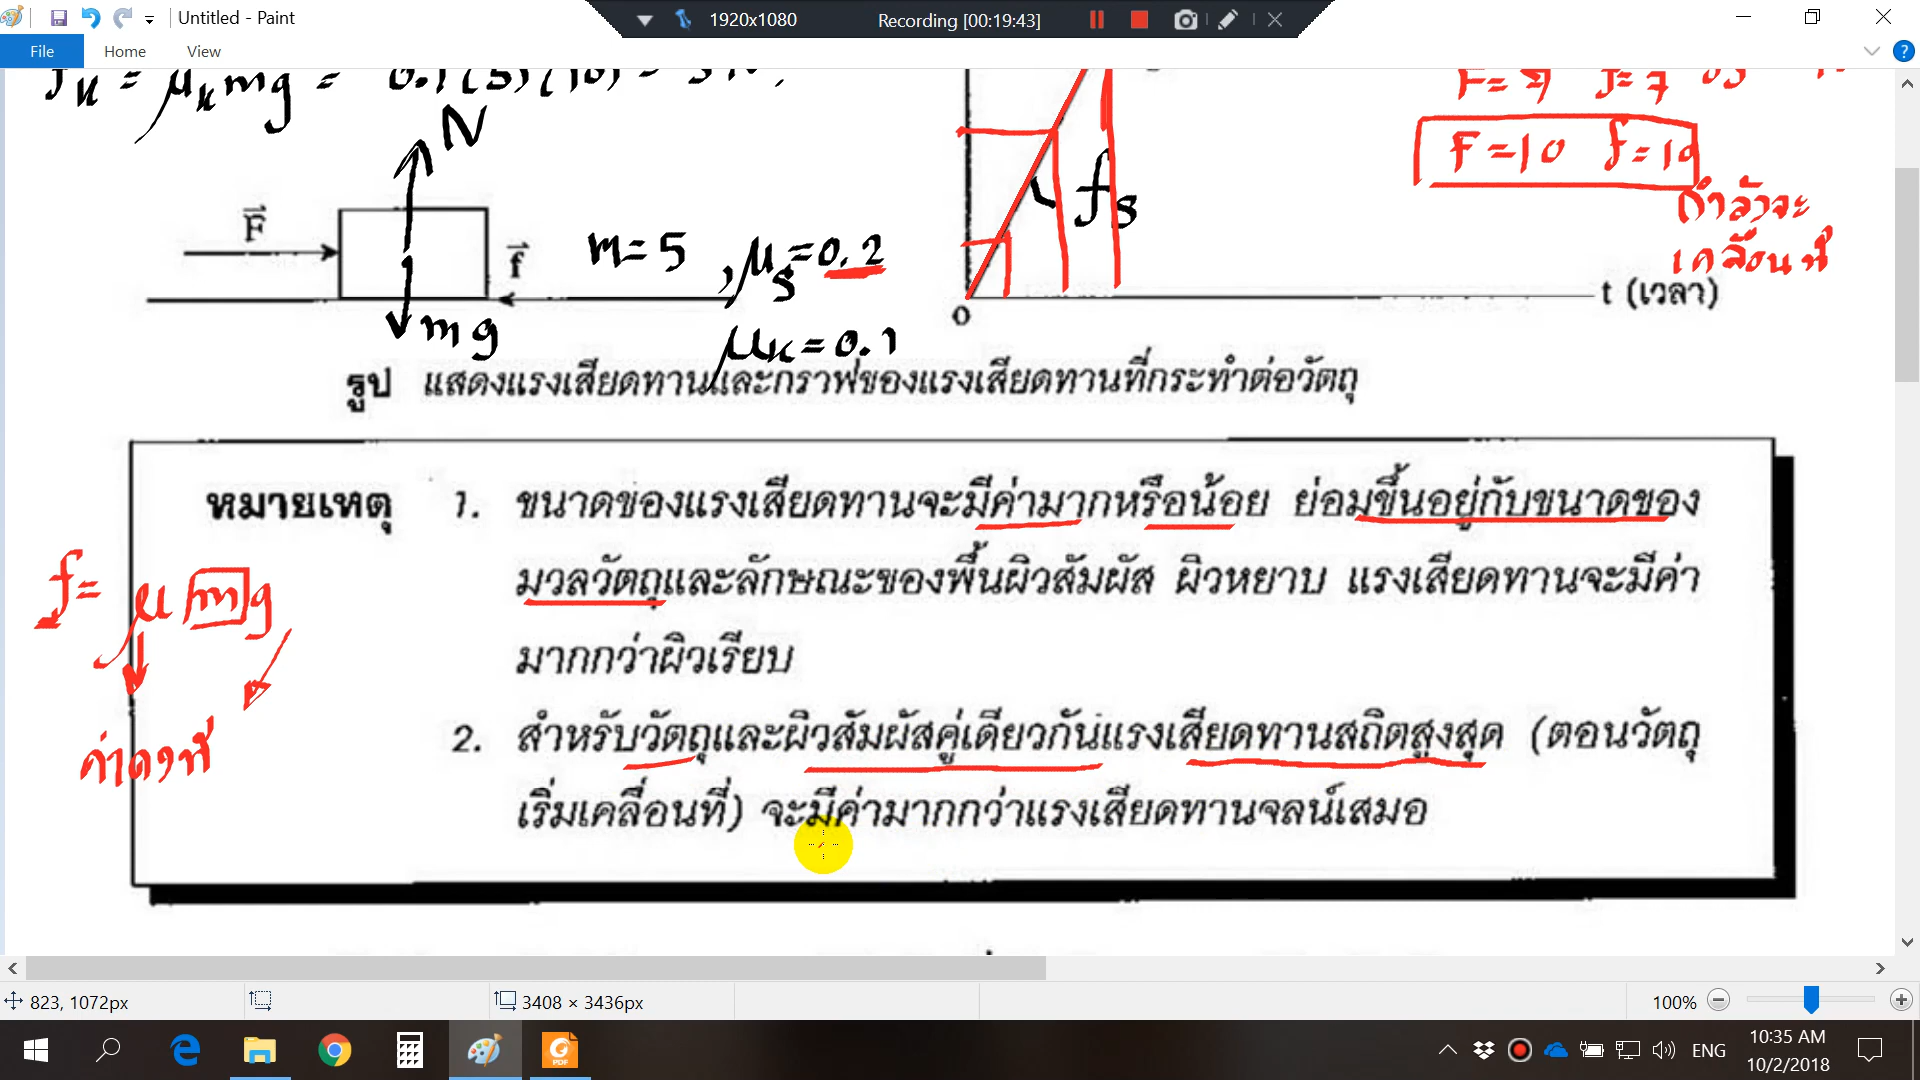 Untitled - Paint
1920x1080
Recording [00:19:43]
File
Home
View
fk = μk mg = 0.1(5)(10) = 5 N
N
F
f
m = 5 , μs = 0.2
μk = 0.1
mg
fs
F = 10 f = 10
กำลังจะ
เคลื่อนที่
0
t (เวลา)
รูป แสดงแรงเสียดทานและกราฟของแรงเสียดทานที่กระทำต่อวัตถุ
หมายเหตุ 1. ขนาดของแรงเสียดทานจะมีค่ามากหรือน้อย ย่อมขึ้นอยู่กับขนาดของ
มวลวัตถุและลักษณะของพื้นผิวสัมผัส ผิวหยาบ แรงเสียดทานจะมีค่า
มากกว่าผิวเรียบ
2. สำหรับวัตถุและผิวสัมผัสคู่เดียวกันแรงเสียดทานสถิตสูงสุด (ตอนวัตถุ
เริ่มเคลื่อนที่) จะมีค่ามากกว่าแรงเสียดทานจลน์เสมอ
f = μ mg
ค่าคงที่
823, 1072px
3408 × 3436px
100%
PDF
ENG
10:35 AM
10/2/2018